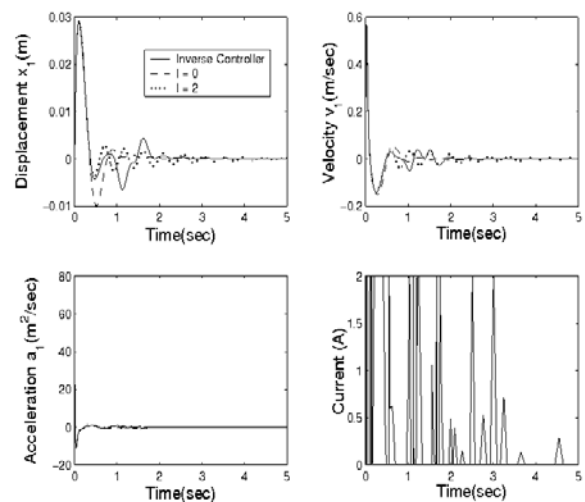 0.03
0.02
0.01
0
-0.01
0 1 2 3 4 5
Displacement x1(m)
Time(sec)
Inverse Controller
I = 0
I = 2
0.6
0.4
0.2
0
-0.2
0 1 2 3 4 5
Velocity v1(m/sec)
Time(sec)
80
60
40
20
0
-20
0 1 2 3 4 5
Acceleration a1(m²/sec)
Time(sec)
2
1.5
1
0.5
0
0 1 2 3 4 5
Current (A)
Time(sec)